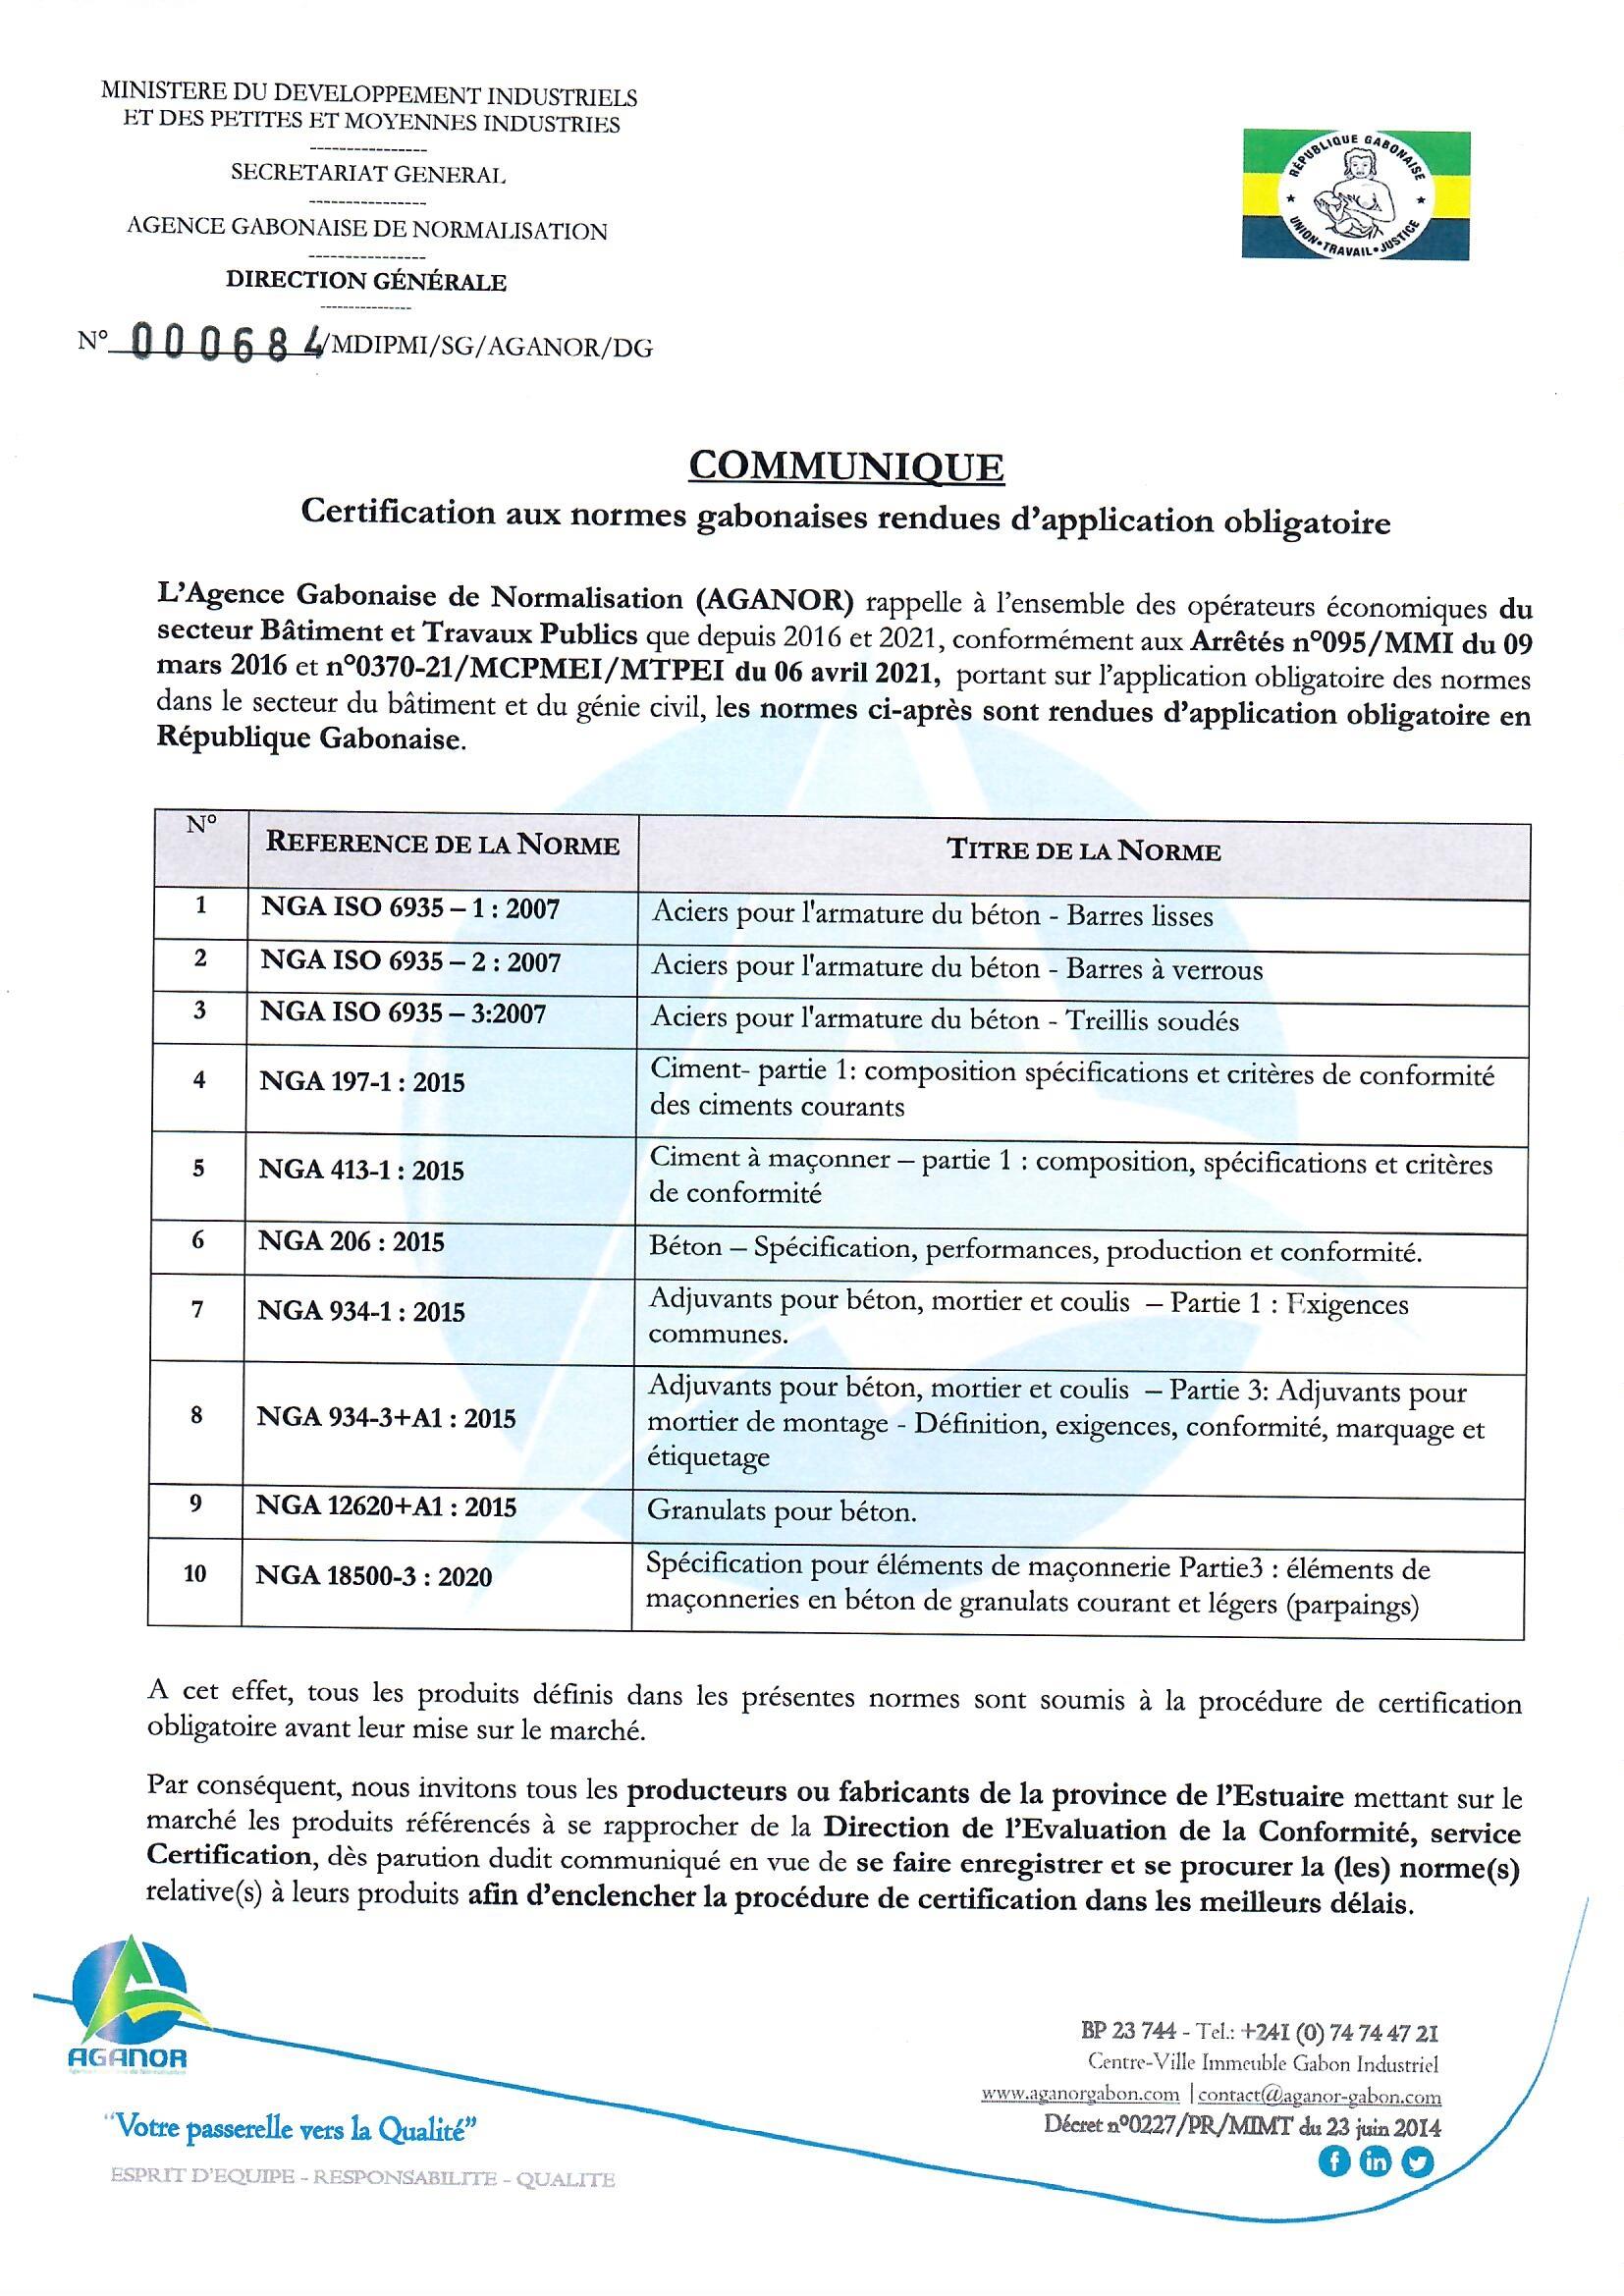 MINISTERE DU DEVELOPPEMENT INDUSTRIELS
ET DES PETITES ET MOYENNES INDUSTRIES
----------------
SECRETARIAT GENERAL
----------------
AGENCE GABONAISE DE NORMALISATION
----------------
DIRECTION GÉNÉRALE
-------------
N° 000684/MDIPMI/SG/AGANOR/DG
RÉPUBLIQUE GABONAISE
UNION•TRAVAIL•JUSTICE
COMMUNIQUE
Certification aux normes gabonaises rendues d'application obligatoire
L'Agence Gabonaise de Normalisation (AGANOR) rappelle à l'ensemble des opérateurs économiques du
secteur Bâtiment et Travaux Publics que depuis 2016 et 2021, conformément aux Arrêtés n°095/MMI du 09
mars 2016 et n°0370-21/MCPMEI/MTPEI du 06 avril 2021, portant sur l'application obligatoire des normes
dans le secteur du bâtiment et du génie civil, les normes ci-après sont rendues d'application obligatoire en
République Gabonaise.
N° REFERENCE DE LA NORME TITRE DE LA NORME
1 NGA ISO 6935 – 1 : 2007 Aciers pour l'armature du béton - Barres lisses
2 NGA ISO 6935 – 2 : 2007 Aciers pour l'armature du béton - Barres à verrous
3 NGA ISO 6935 – 3:2007 Aciers pour l'armature du béton - Treillis soudés
4 NGA 197-1 : 2015 Ciment- partie 1: composition spécifications et critères de conformité
des ciments courants
5 NGA 413-1 : 2015 Ciment à maçonner – partie 1 : composition, spécifications et critères
de conformité
6 NGA 206 : 2015 Béton – Spécification, performances, production et conformité.
7 NGA 934-1 : 2015 Adjuvants pour béton, mortier et coulis – Partie 1 : Exigences
communes.
8 NGA 934-3+A1 : 2015 Adjuvants pour béton, mortier et coulis – Partie 3: Adjuvants pour
mortier de montage - Définition, exigences, conformité, marquage et
étiquetage
9 NGA 12620+A1 : 2015 Granulats pour béton.
10 NGA 18500-3 : 2020 Spécification pour éléments de maçonnerie Partie3 : éléments de
maçonneries en béton de granulats courant et légers (parpaings)
A cet effet, tous les produits définis dans les présentes normes sont soumis à la procédure de certification
obligatoire avant leur mise sur le marché.
Par conséquent, nous invitons tous les producteurs ou fabricants de la province de l'Estuaire mettant sur le
marché les produits référencés à se rapprocher de la Direction de l'Evaluation de la Conformité, service
Certification, dès parution dudit communiqué en vue de se faire enregistrer et se procurer la (les) norme(s)
relative(s) à leurs produits afin d'enclencher la procédure de certification dans les meilleurs délais.
AGANOR
"Votre passerelle vers la Qualité"
ESPRIT D'EQUIPE - RESPONSABILITE - QUALITE
BP 23 744 - Tel.: +241 (0) 74 74 47 21
Centre-Ville Immeuble Gabon Industriel
www.aganorgabon.com | contact@aganor-gabon.com
Décret n°0227/PR/MIMT du 23 juin 2014